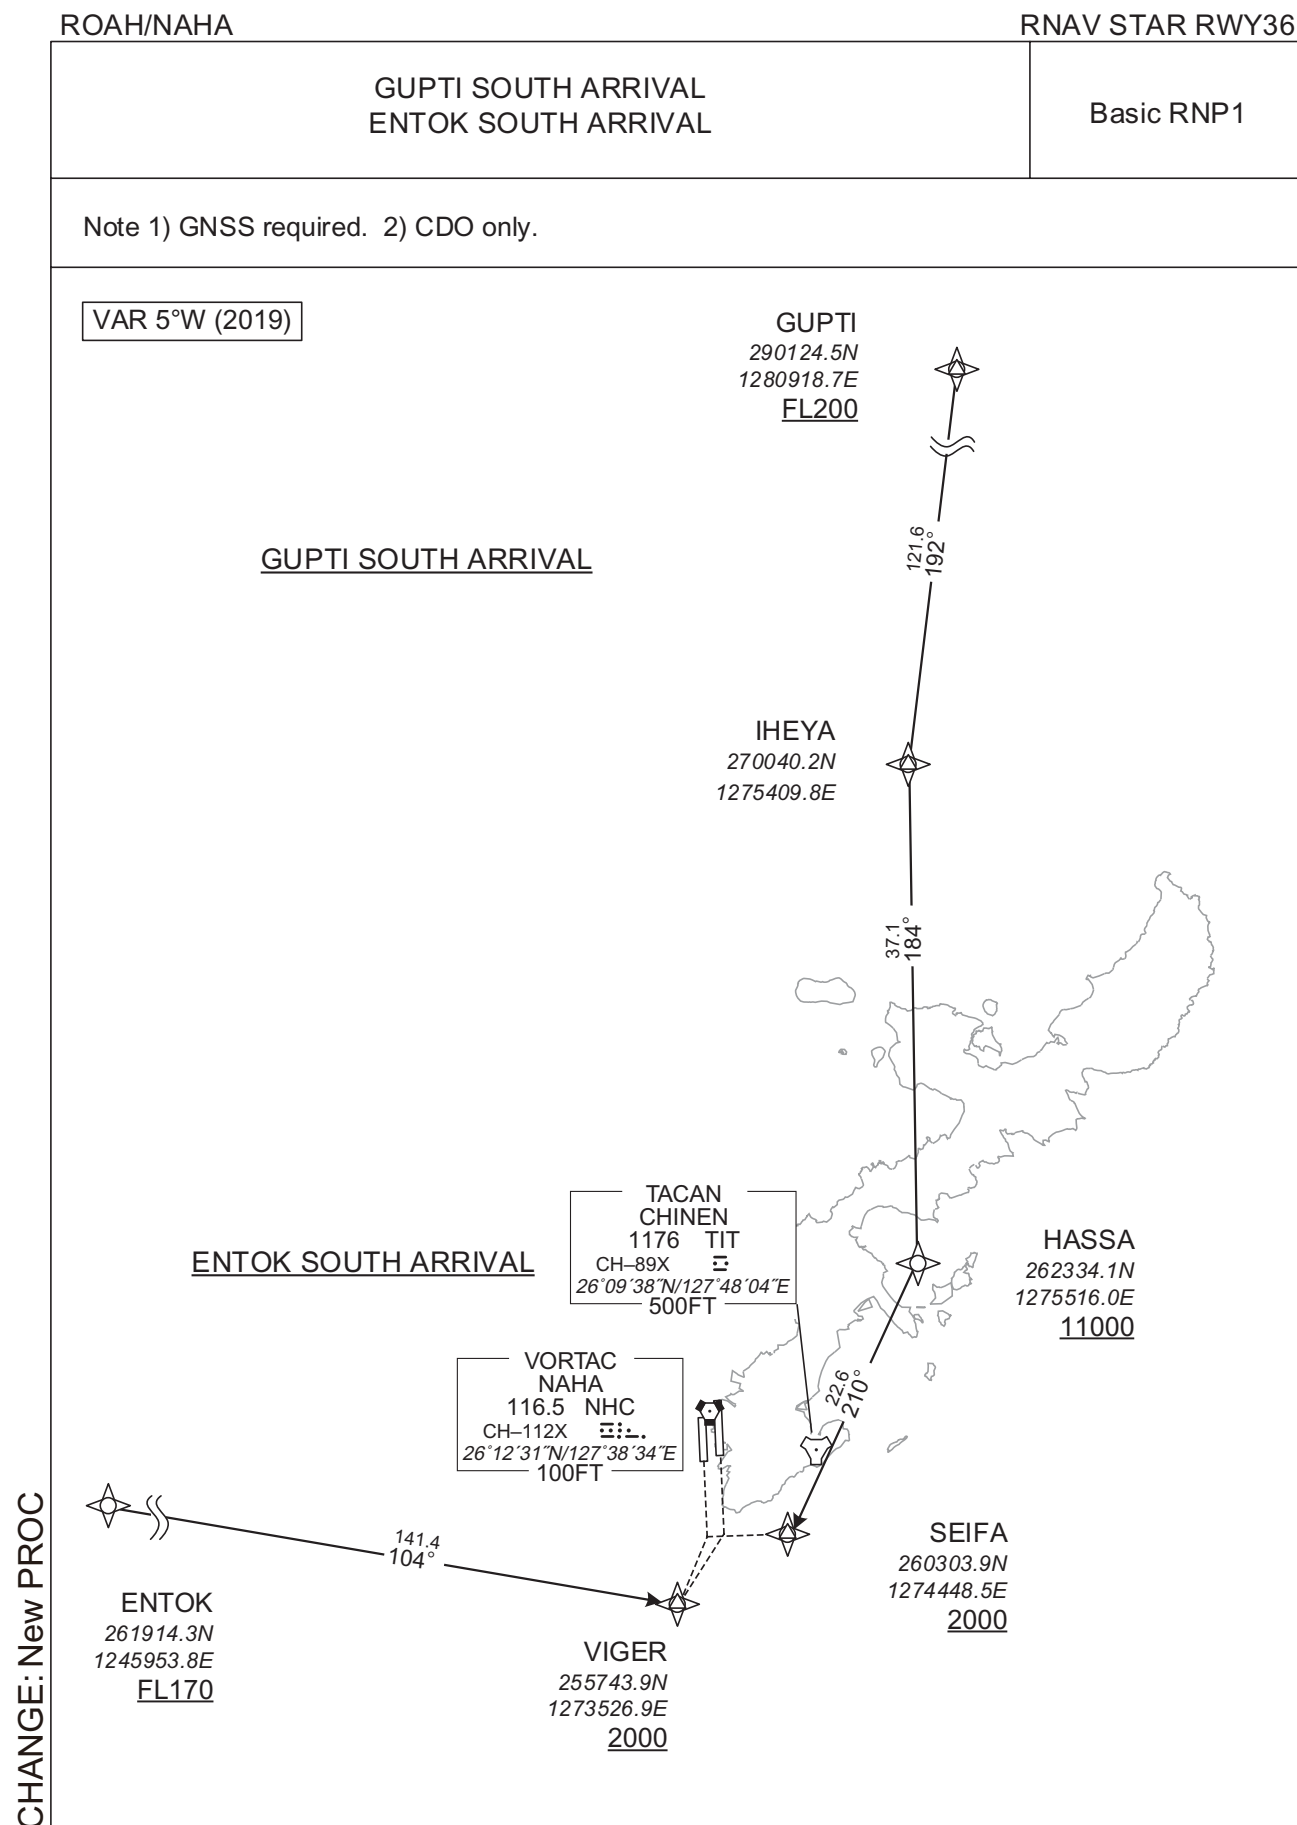 ROAH/NAHA
RNAV STAR RWY36
GUPTI SOUTH ARRIVAL
ENTOK SOUTH ARRIVAL
Basic RNP1
Note 1) GNSS required. 2) CDO only.
VAR 5°W (2019)
GUPTI
290124.5N
1280918.7E
FL200
121.6
192°
GUPTI SOUTH ARRIVAL
IHEYA
270040.2N
1275409.8E
37.1
184°
TACAN
CHINEN
1176 TIT
CH–89X
26°09´38˝N/127°48´04˝E
500FT
ENTOK SOUTH ARRIVAL
HASSA
262334.1N
1275516.0E
11000
VORTAC
NAHA
116.5 NHC
CH–112X
26°12´31˝N/127°38´34˝E
100FT
22.6
210°
141.4
104°
SEIFA
260303.9N
1274448.5E
2000
ENTOK
261914.3N
1245953.8E
FL170
VIGER
255743.9N
1273526.9E
2000
CHANGE: New PROC